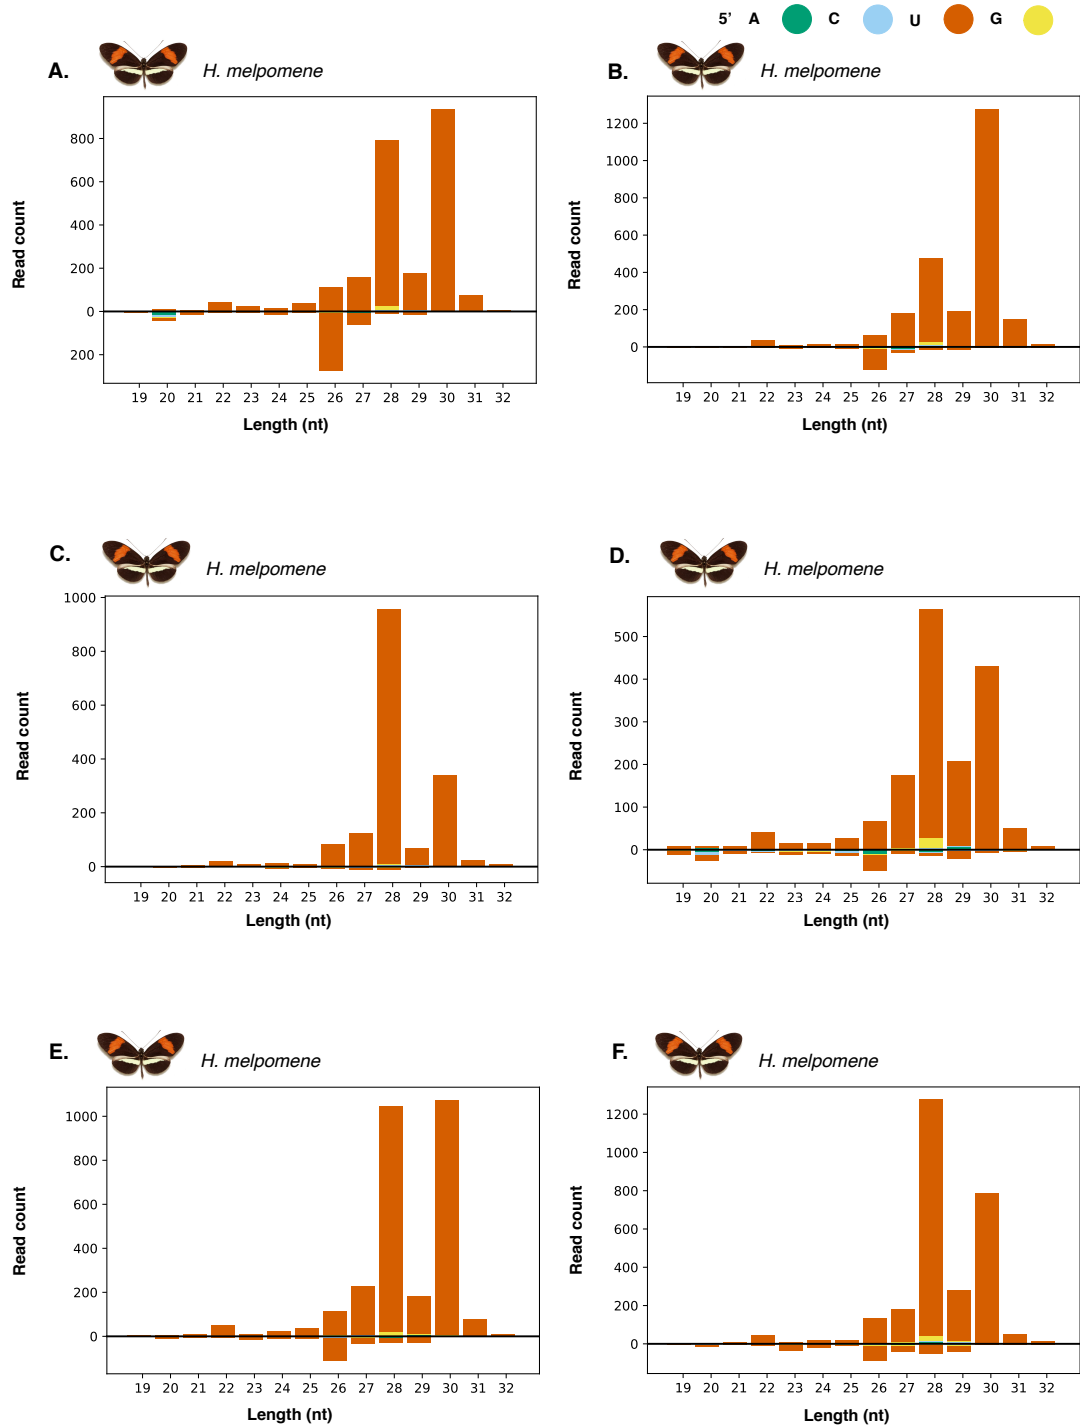 5’ A C U G
A. H. melpomene
B. H. melpomene
800
600
400
200
0
200
Read count
19 20 21 22 23 24 25 26 27 28 29 30 31 32
Length (nt)
1200
1000
800
600
400
200
0
Read count
19 20 21 22 23 24 25 26 27 28 29 30 31 32
Length (nt)
C. H. melpomene
D. H. melpomene
1000
800
600
400
200
0
Read count
19 20 21 22 23 24 25 26 27 28 29 30 31 32
Length (nt)
500
400
300
200
100
0
Read count
19 20 21 22 23 24 25 26 27 28 29 30 31 32
Length (nt)
E. H. melpomene
F. H. melpomene
1000
800
600
400
200
0
Read count
19 20 21 22 23 24 25 26 27 28 29 30 31 32
Length (nt)
1200
1000
800
600
400
200
0
Read count
19 20 21 22 23 24 25 26 27 28 29 30 31 32
Length (nt)